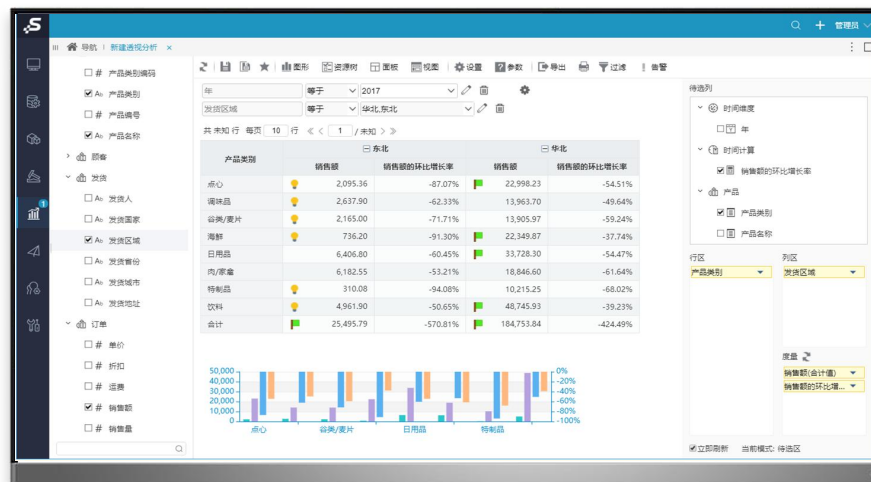 管理员
导航 新建透视分析 ×
# 产品类别编码
Ab 产品类别
# 产品编号
Ab 产品名称
顾客
发货
Ab 发货人
Ab 发货国家
Ab 发货区域
Ab 发货省份
Ab 发货城市
Ab 发货地址
订单
# 单价
# 折扣
# 运费
# 销售额
# 销售量
1
图形 资源树 面板 视图 设置 参数 导出 过滤 告警
年 等于 2017
发货区域 等于 华北,东北
共 未知 行 每页 10 行 1 / 未知
产品类别 东北 华北
销售额 销售额的环比增长率 销售额 销售额的环比增长率
点心 2,095.36 -87.07% 22,998.23 -54.51%
调味品 2,637.90 -62.33% 13,963.70 -49.64%
谷类/麦片 2,165.00 -71.71% 13,905.97 -59.24%
海鲜 736.20 -91.30% 22,349.87 -37.74%
日用品 6,406.80 -60.45% 33,728.30 -54.47%
肉/家禽 6,182.55 -53.21% 18,846.60 -61.64%
特制品 310.08 -94.08% 10,215.25 -68.02%
饮料 4,961.90 -50.65% 48,745.93 -39.23%
合计 25,495.79 -570.81% 184,753.84 -424.49%
50,000 0%
40,000 -20%
30,000 -40%
20,000 -60%
10,000 -80%
0 -100%
点心 谷类/麦片 日用品 特制品
待选列
时间维度
年
时间计算
销售额的环比增长率
产品
产品类别
产品名称
行区 列区
产品类别 发货区域
度量
销售额(合计值)
销售额的环比增...
立即刷新 当前模式: 待选区